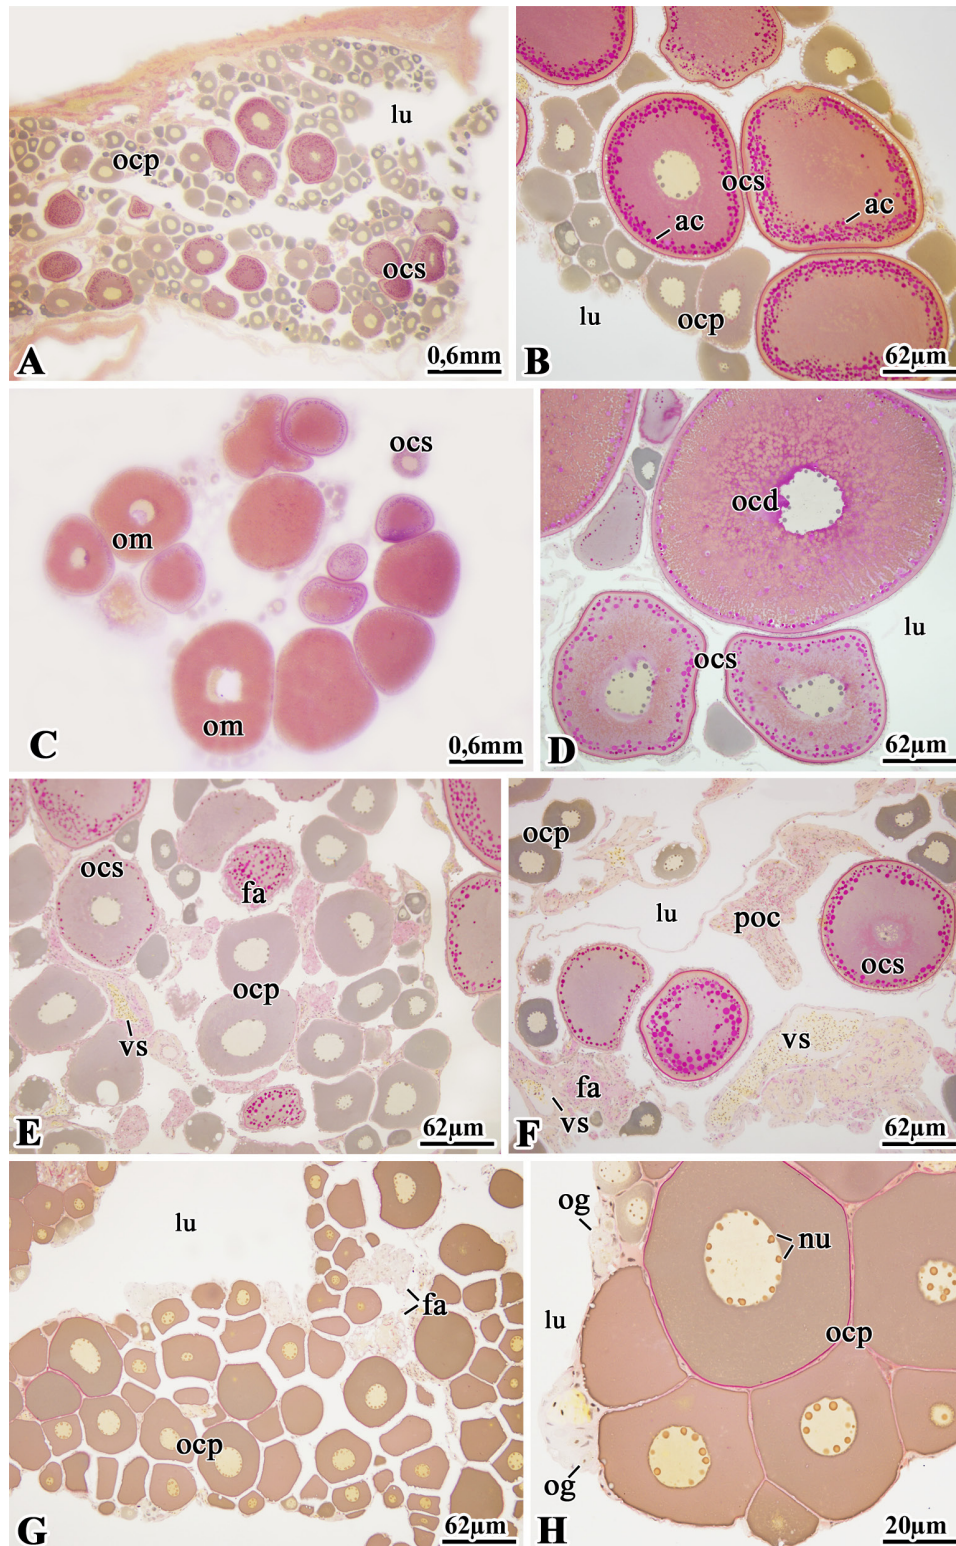 lu
ocp
ocs
A
0,6mm
ocs
ac
ac
lu
ocp
B
62µm
ocs
om
om
C
0,6mm
ocd
lu
ocs
D
62µm
ocs
fa
ocp
vs
E
62µm
ocp
lu
poc
ocs
vs
fa
vs
F
62µm
lu
fa
ocp
G
62µm
og
nu
lu
ocp
og
H
20µm